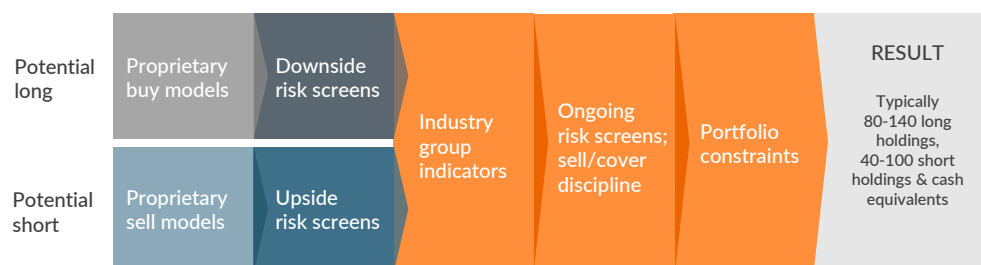 Potential
long
Proprietary
buy models
Downside
risk screens
Potential
short
Proprietary
sell models
Upside
risk screens
Industry
group
indicators
Ongoing
risk screens;
sell/cover
discipline
Portfolio
constraints
RESULT
Typically
80-140 long
holdings,
40-100 short
holdings & cash
equivalents